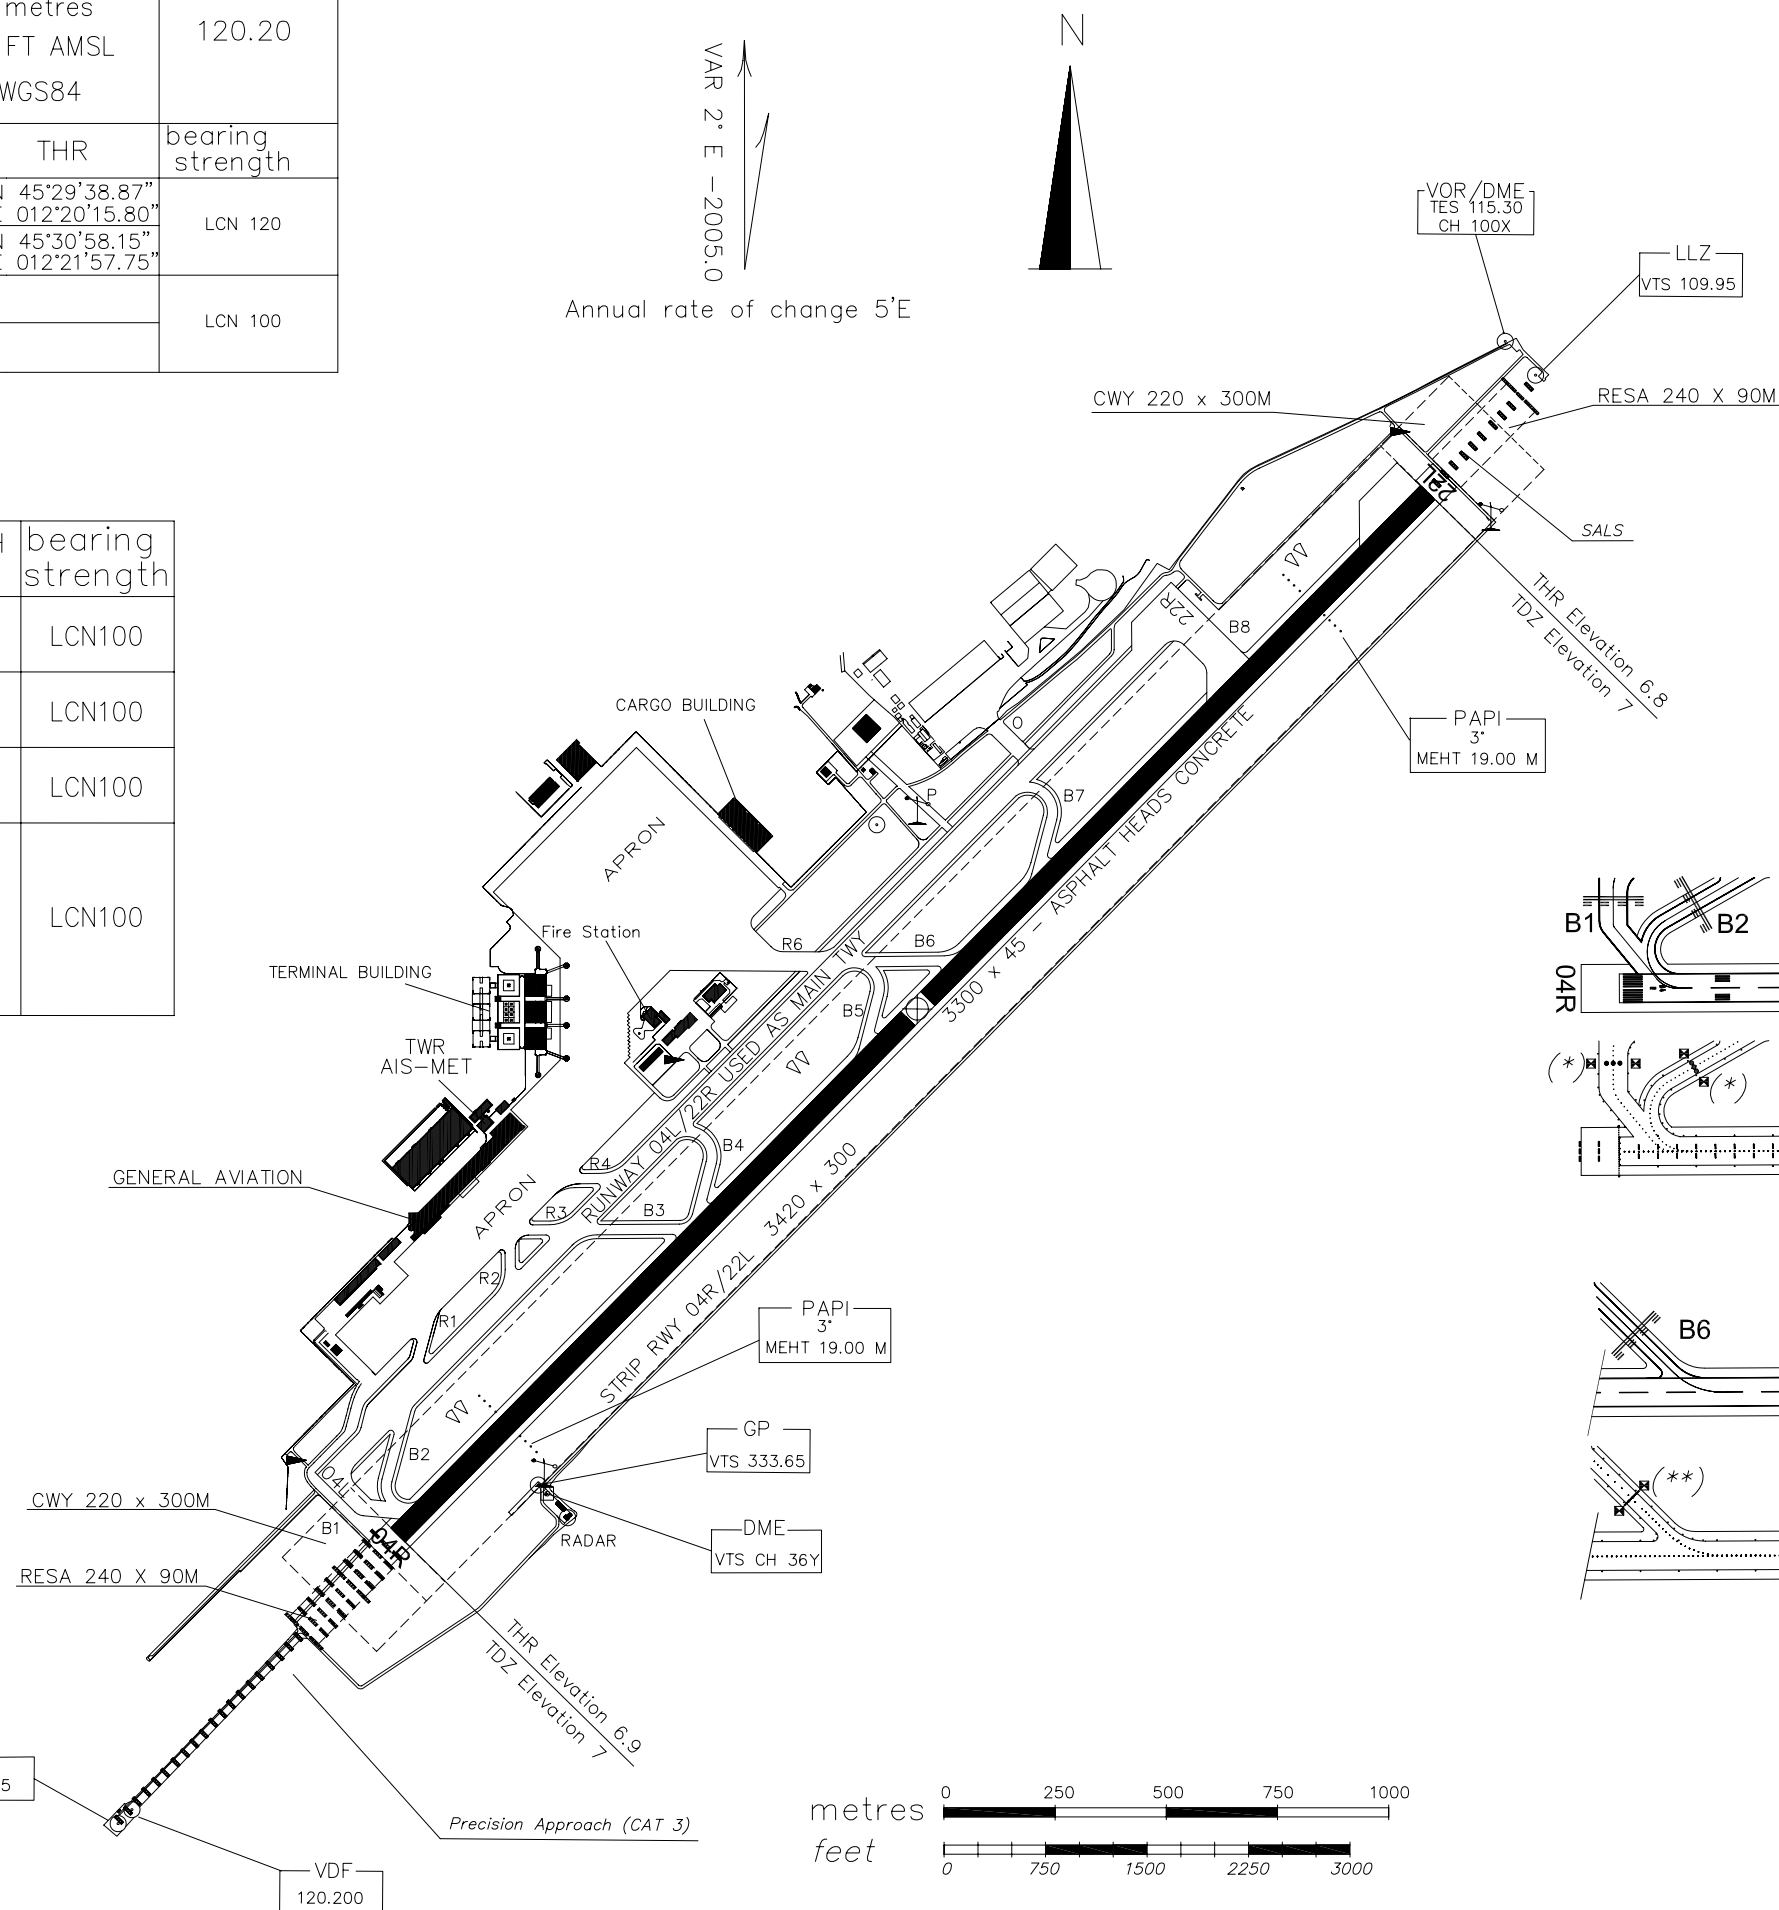 metres
FT AMSL
WGS84
120.20
THR
bearing
strength
45°29'38.87"
012°20'15.80"
LCN 120
45°30'58.15"
012°21'57.75"
LCN 100
bearing
strength
LCN100
LCN100
LCN100
LCN100
VAR 2° E -2005.0
Annual rate of change 5'E
N
VOR/DME
TES 115.30
CH 100X
LLZ
VTS 109.95
CWY 220 x 300M
RESA 240 X 90M
22L
SALS
THR Elevation 6.8
TDZ Elevation 7
22R
B8
PAPI
3°
MEHT 19.00 M
CARGO BUILDING
O
P
B7
APRON
3300 x 45 - ASPHALT HEADS CONCRETE
Fire Station
R6
B6
TERMINAL BUILDING
B5
RUNWAY 04L/22R USED AS MAIN TWY
TWR
AIS-MET
B4
R4
GENERAL AVIATION
APRON
R3
B3
STRIP RWY 04R/22L 3420 x 300
R2
R1
PAPI
3°
MEHT 19.00 M
B2
GP
VTS 333.65
04L
CWY 220 x 300M
B1
04R
DME
VTS CH 36Y
RADAR
RESA 240 X 90M
THR Elevation 6.9
TDZ Elevation 7
Precision Approach (CAT 3)
5
VDF
120.200
metres
0 250 500 750 1000
feet
0 750 1500 2250 3000
B1
B2
04R
(*)
(*)
B6
(**)